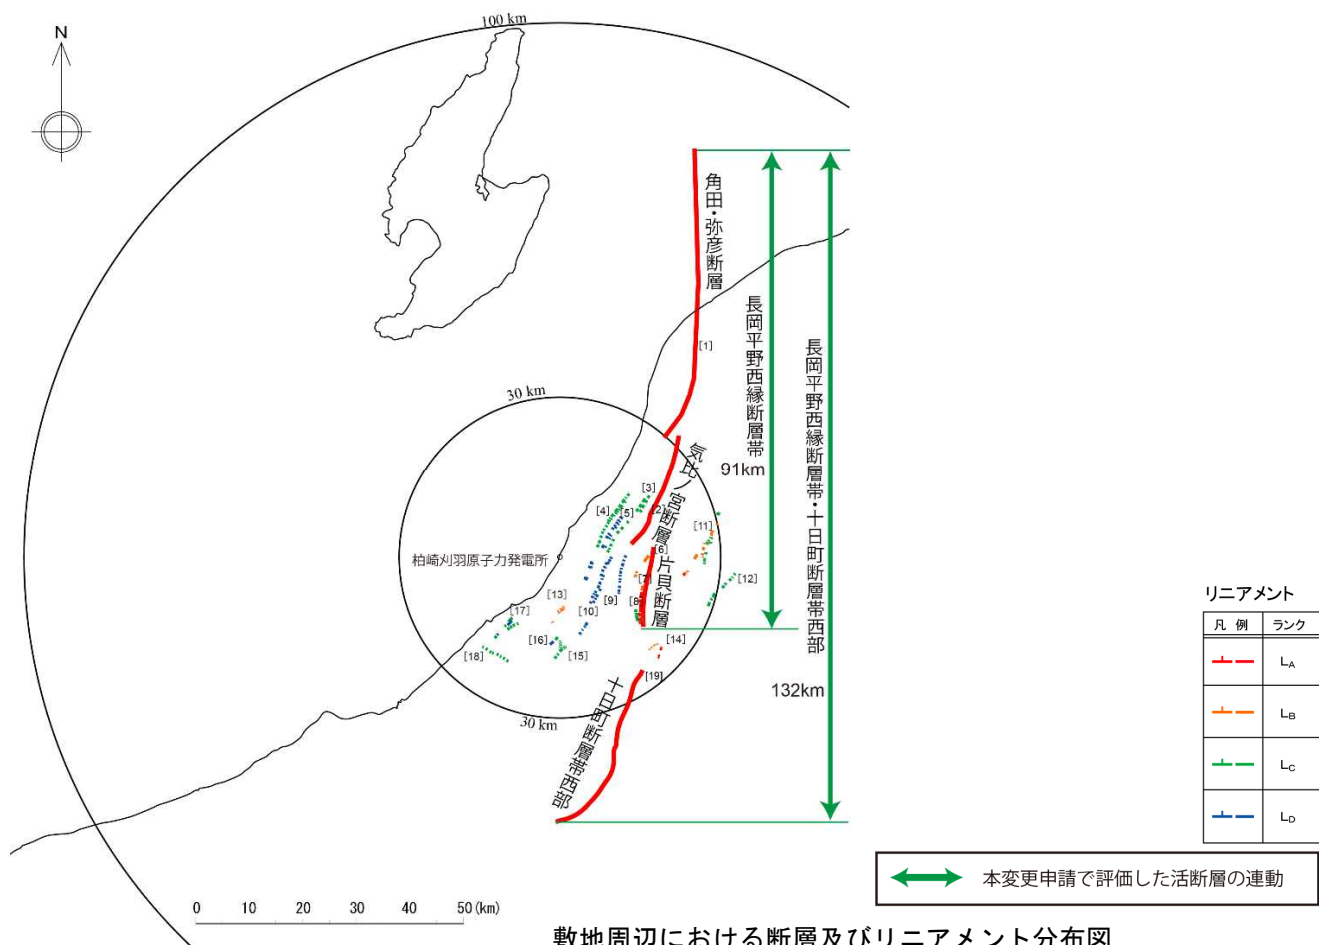 100 km
N
角田・弥彦断層
長岡平野西縁断層帯
長岡平野西縁断層帯・十日町断層帯西部
[1]
30 km
気比ノ宮断層
91km
[3]
[4]
[5]
[2]
[11]
柏崎刈羽原子力発電所
[6]
片貝断層
[7]
[12]
[13]
[9]
[8]
[10]
[17]
[16]
[14]
[18]
[15]
[19]
132km
30 km
十日町断層帯西部
リニアメント
凡 例 ランク
LA
LB
LC
LD
本変更申請で評価した活断層の連動
0 10 20 30 40 50(km)
敷地周辺における断層及びリニアメント分布図